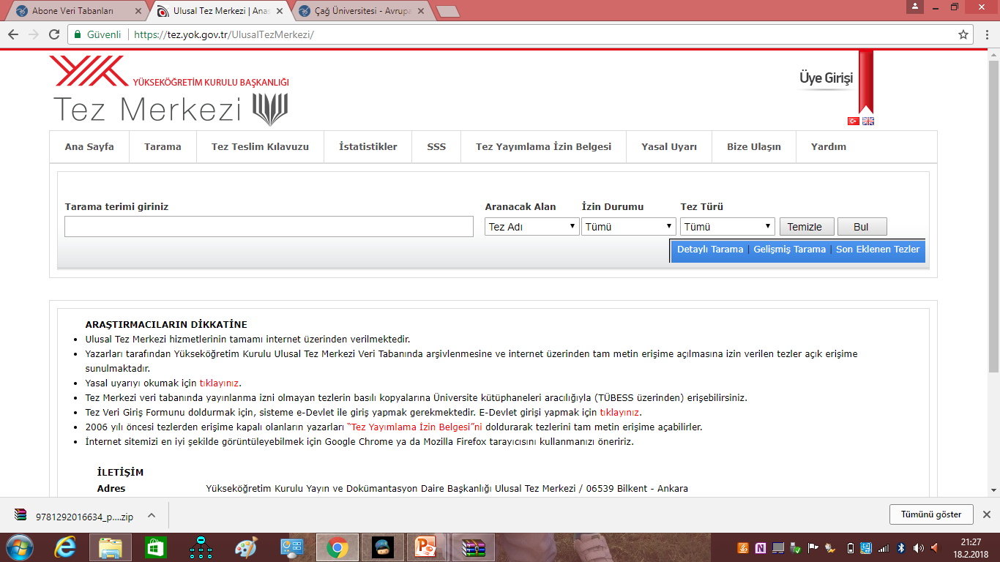 Abone Veri Tabanları
Ulusal Tez Merkezi | Anas
Çağ Üniversitesi - Avrupa
Güvenli
https://tez.yok.gov.tr/UlusalTezMerkezi/
YÜKSEKÖĞRETİM KURULU BAŞKANLIĞI
Tez Merkezi
Üye Girişi
Ana Sayfa
Tarama
Tez Teslim Kılavuzu
İstatistikler
SSS
Tez Yayımlama İzin Belgesi
Yasal Uyarı
Bize Ulaşın
Yardım
Tarama terimi giriniz
Aranacak Alan
İzin Durumu
Tez Türü
Tez Adı
Tümü
Tümü
Temizle
Bul
Detaylı Tarama | Gelişmiş Tarama | Son Eklenen Tezler
ARAŞTIRMACILARIN DİKKATİNE
• Ulusal Tez Merkezi hizmetlerinin tamamı internet üzerinden verilmektedir.
• Yazarları tarafından Yükseköğretim Kurulu Ulusal Tez Merkezi Veri Tabanında arşivlenmesine ve internet üzerinden tam metin erişime açılmasına izin verilen tezler açık erişime
sunulmaktadır.
• Yasal uyarıyı okumak için tıklayınız.
• Tez Merkezi veri tabanında yayınlanma izni olmayan tezlerin basılı kopyalarına Üniversite kütüphaneleri aracılığıyla (TÜBESS üzerinden) erişebilirsiniz.
• Tez Veri Giriş Formunu doldurmak için, sisteme e-Devlet ile giriş yapmak gerekmektedir. E-Devlet girişi yapmak için tıklayınız.
• 2006 yılı öncesi tezlerden erişime kapalı olanların yazarları "Tez Yayımlama İzin Belgesi"ni doldurarak tezlerini tam metin erişime açabilirler.
• İnternet sitemizi en iyi şekilde görüntüleyebilmek için Google Chrome ya da Mozilla Firefox tarayıcısını kullanmanızı öneririz.
İLETİŞİM
Adres Yükseköğretim Kurulu Yayın ve Dokümantasyon Daire Başkanlığı Ulusal Tez Merkezi / 06539 Bilkent - Ankara
9781292016634_p....zip
Tümünü göster
21:27
18.2.2018